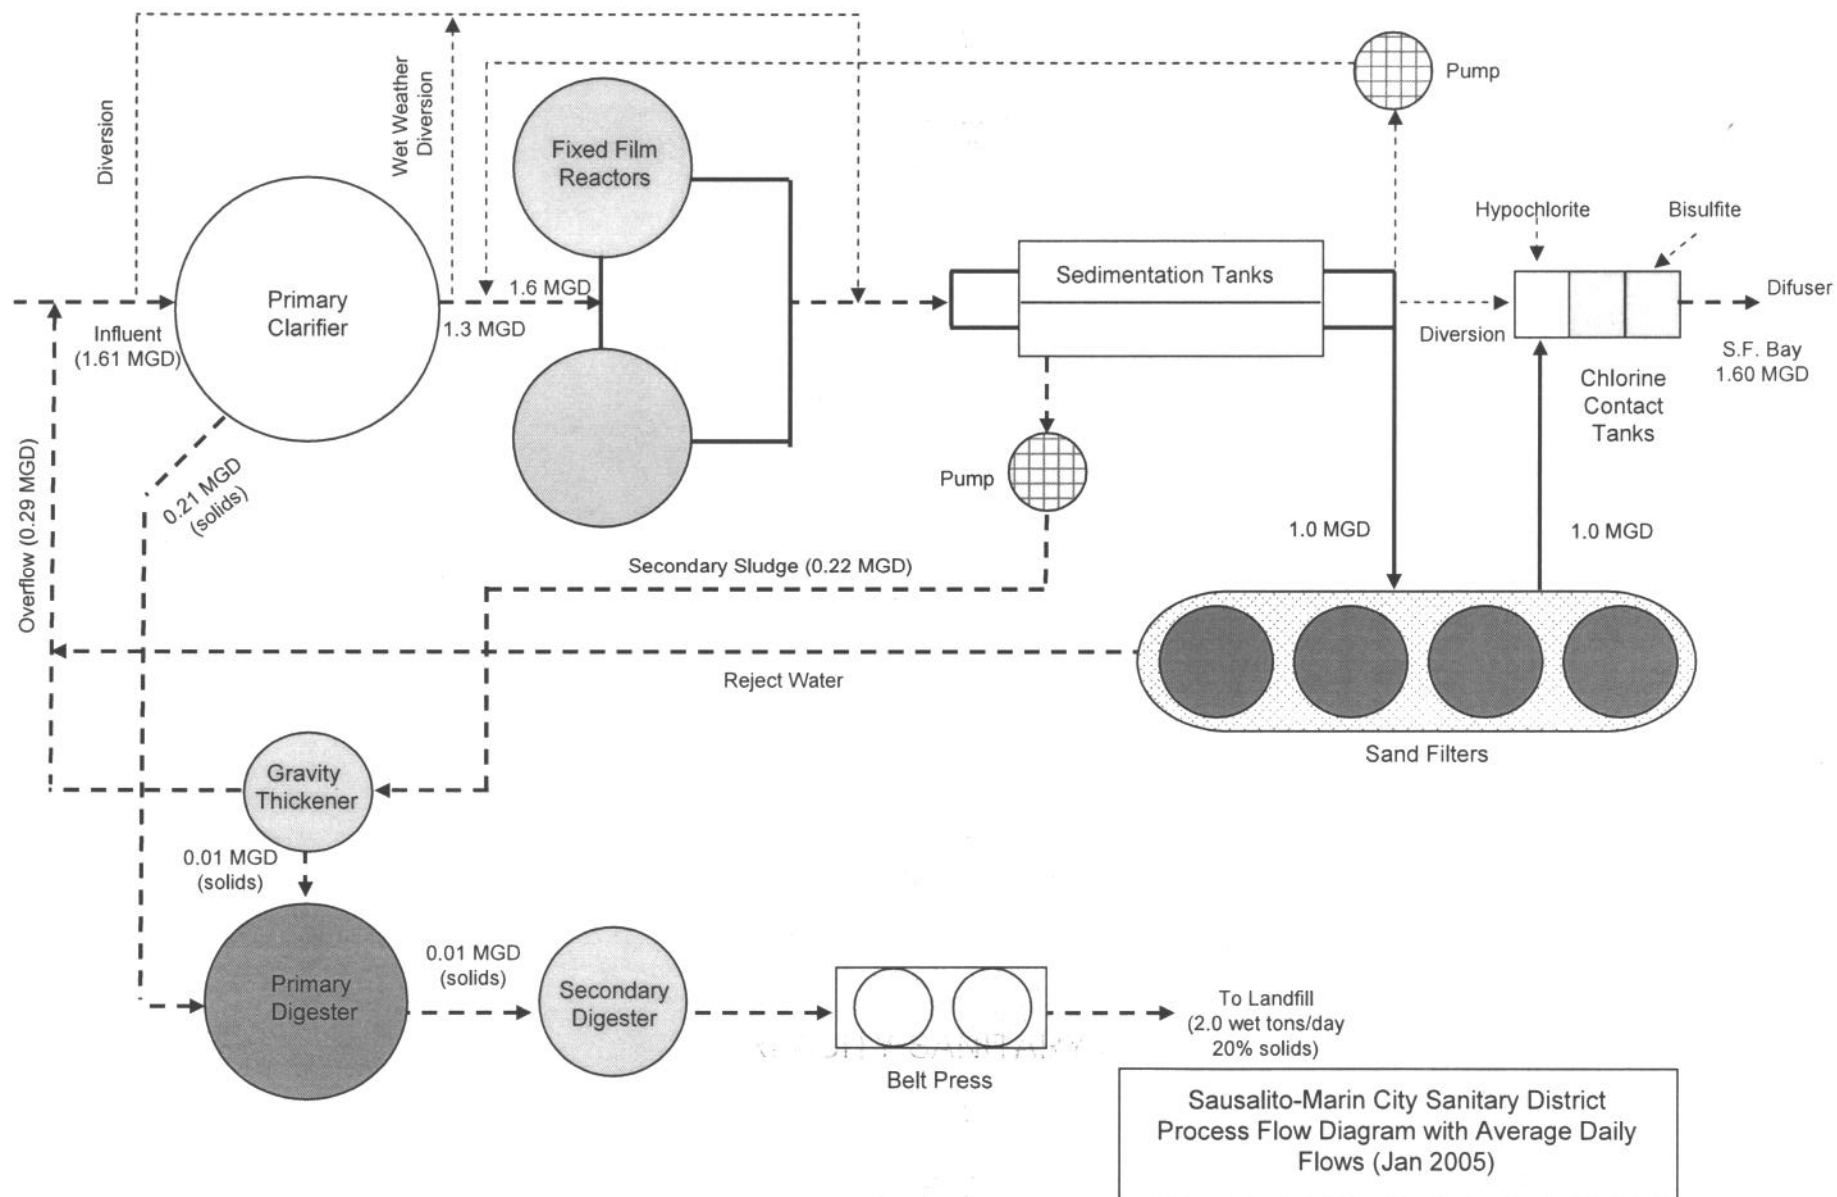 Pump
Diversion
Wet Weather
Diversion
Fixed Film
Reactors
Hypochlorite
Bisulfite
Sedimentation Tanks
Primary
Clarifier
1.6 MGD
1.3 MGD
Influent
(1.61 MGD)
Diversion
Difuser
S.F. Bay
1.60 MGD
Chlorine
Contact
Tanks
Overflow (0.29 MGD)
0.21 MGD
(solids)
Pump
1.0 MGD
1.0 MGD
Secondary Sludge (0.22 MGD)
Reject Water
Sand Filters
Gravity
Thickener
0.01 MGD
(solids)
Primary
Digester
0.01 MGD
(solids)
Secondary
Digester
Belt Press
To Landfill
(2.0 wet tons/day
20% solids)
Sausalito-Marin City Sanitary District
Process Flow Diagram with Average Daily
Flows (Jan 2005)